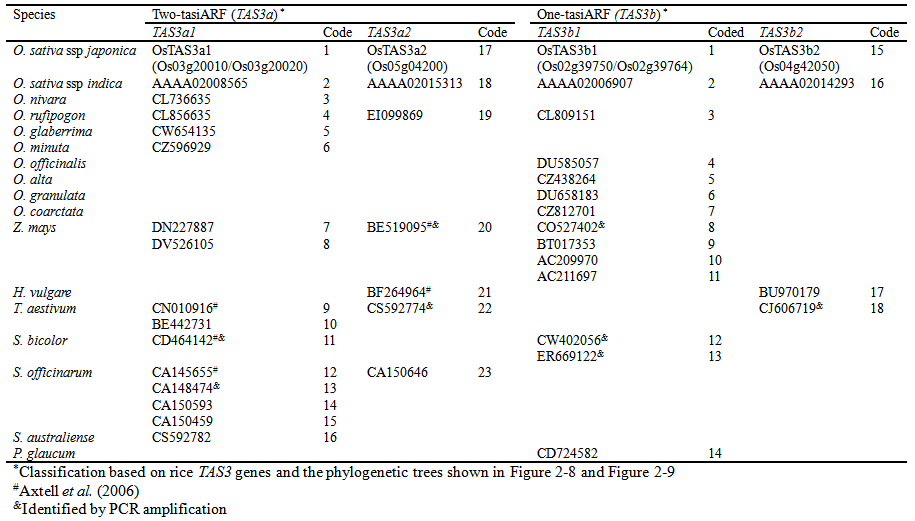 Species Two-tasiARF (TAS3a)* One-tasiARF (TAS3b)*
TAS3a1 Code TAS3a2 Code TAS3b1 Coded TAS3b2 Code
O. sativa ssp japonica OsTAS3a1 1 OsTAS3a2 17 OsTAS3b1 1 OsTAS3b2 15
(Os03g20010/Os03g20020) (Os05g04200) (Os02g39750/Os02g39764) (Os04g42050)
O. sativa ssp indica AAAA02008565 2 AAAA02015313 18 AAAA02006907 2 AAAA02014293 16
O. nivara CL736635 3
O. rufipogon CL856635 4 EI099869 19 CL809151 3
O. glaberrima CW654135 5
O. minuta CZ596929 6
O. officinalis DU585057 4
O. alta CZ438264 5
O. granulata DU658183 6
O. coarctata CZ812701 7
Z. mays DN227887 7 BE519095#& 20 CO527402& 8
DV526105 8 BT017353 9
AC209970 10
AC211697 11
H. vulgare BF264964# 21 BU970179 17
T. aestivum CN010916# 9 CS592774& 22 CJ606719& 18
BE442731 10
S. bicolor CD464142#& 11 CW402056& 12
ER669122& 13
S. officinarum CA145655# 12 CA150646 23
CA148474& 13
CA150593 14
CA150459 15
S. australiense CS592782 16
P. glaucum CD724582 14
*Classification based on rice TAS3 genes and the phylogenetic trees shown in Figure 2-8 and Figure 2-9
#Axtell et al. (2006)
&Identified by PCR amplification